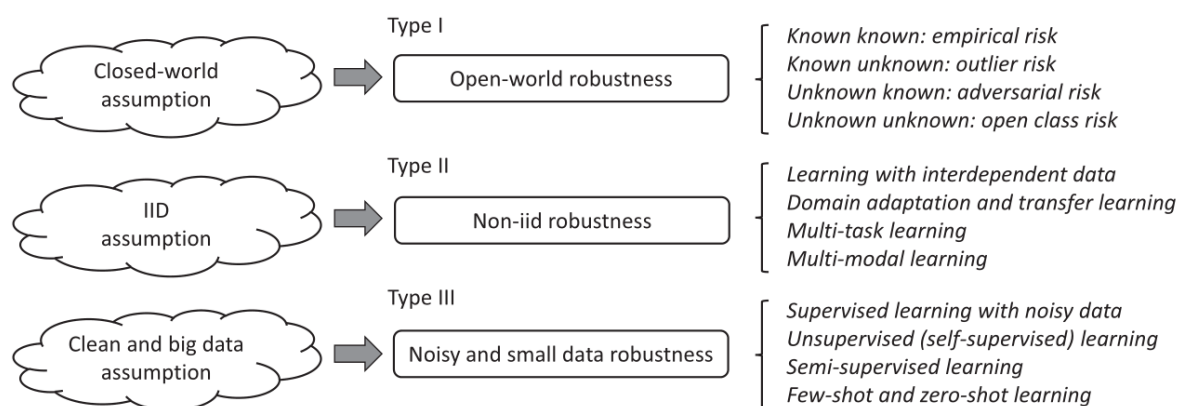 Type I
Closed-world
assumption
Open-world robustness
Known known: empirical risk
Known unknown: outlier risk
Unknown known: adversarial risk
Unknown unknown: open class risk
Type II
IID
assumption
Non-iid robustness
Learning with interdependent data
Domain adaptation and transfer learning
Multi-task learning
Multi-modal learning
Type III
Clean and big data
assumption
Noisy and small data robustness
Supervised learning with noisy data
Unsupervised (self-supervised) learning
Semi-supervised learning
Few-shot and zero-shot learning